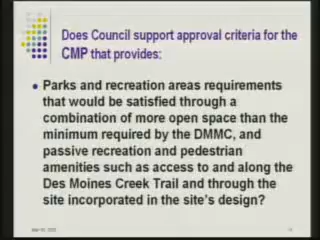 Does Council support approval criteria for the
CMP that provides:
Parks and recreation areas requirements
that would be satisfied through a
combination of more open space than the
minimum required by the DMMC, and
passive recreation and pedestrian
amenities such as access to and along the
Des Moines Creek Trail and through the
site incorporated in the site's design?